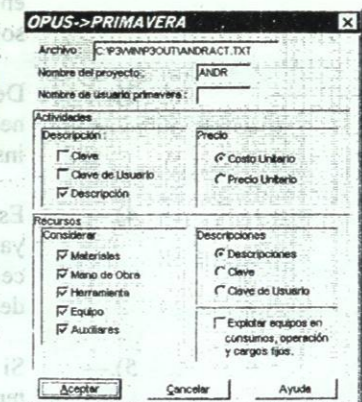 OPUS->PRIMAVERA
Archivo: C:\P3WIN\P3OUT\ANDRACT.TXT
Nombre del proyecto: ANDR
Nombre de usuario primavera:
Actividades
Descripción:
Clave
Clave de Usuario
Descripción
Precio
Costo Unitario
Precio Unitario
Recursos
Considerar
Materiales
Mano de Obra
Herramienta
Equipo
Auxiliares
Descripciones
Descripciones
Clave
Clave de Usuario
Explotar equipos en
consumos, operación
y cargos fijos.
Aceptar
Cancelar
Ayuda